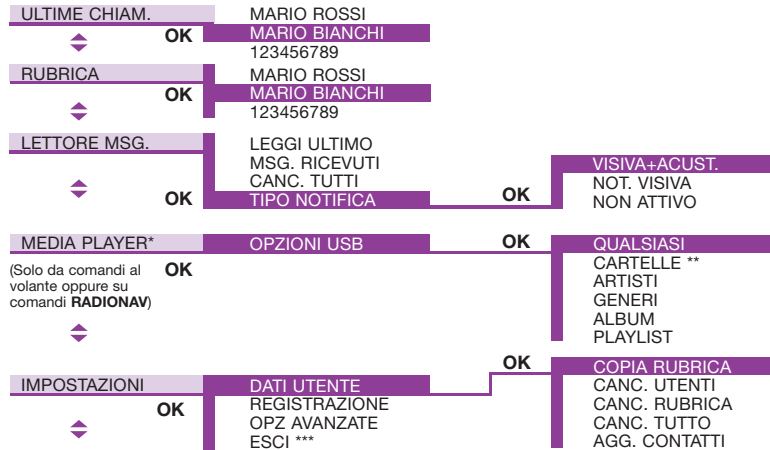 ULTIME CHIAM.
OK
MARIO ROSSI
MARIO BIANCHI
123456789
RUBRICA
OK
MARIO ROSSI
MARIO BIANCHI
123456789
LETTORE MSG.
OK
LEGGI ULTIMO
MSG. RICEVUTI
CANC. TUTTI
TIPO NOTIFICA
OK
VISIVA+ACUST.
NOT. VISIVA
NON ATTIVO
MEDIA PLAYER*
(Solo da comandi al
volante oppure su
comandi RADIONAV)
OK
OPZIONI USB
OK
QUALSIASI
CARTELLE **
ARTISTI
GENERI
ALBUM
PLAYLIST
IMPOSTAZIONI
OK
DATI UTENTE
REGISTRAZIONE
OPZ AVANZATE
ESCI ***
OK
COPIA RUBRICA
CANC. UTENTI
CANC. RUBRICA
CANC. TUTTO
AGG. CONTATTI